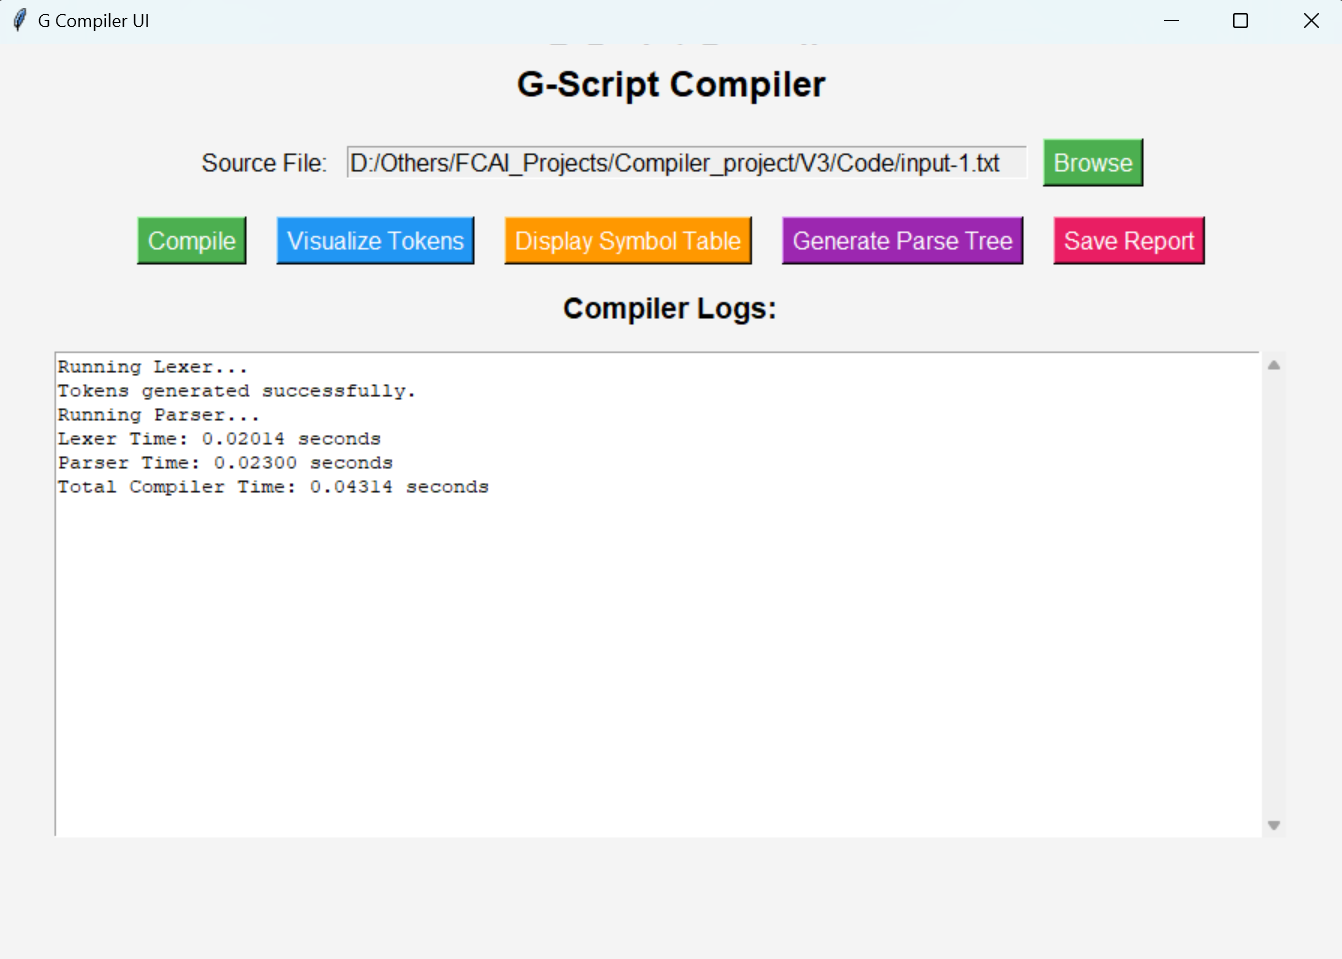 G Compiler UI
G-Script Compiler
Source File: D:/Others/FCAI_Projects/Compiler_project/V3/Code/input-1.txt Browse
Compile Visualize Tokens Display Symbol Table Generate Parse Tree Save Report
Compiler Logs:
Running Lexer...
Tokens generated successfully.
Running Parser...
Lexer Time: 0.02014 seconds
Parser Time: 0.02300 seconds
Total Compiler Time: 0.04314 seconds